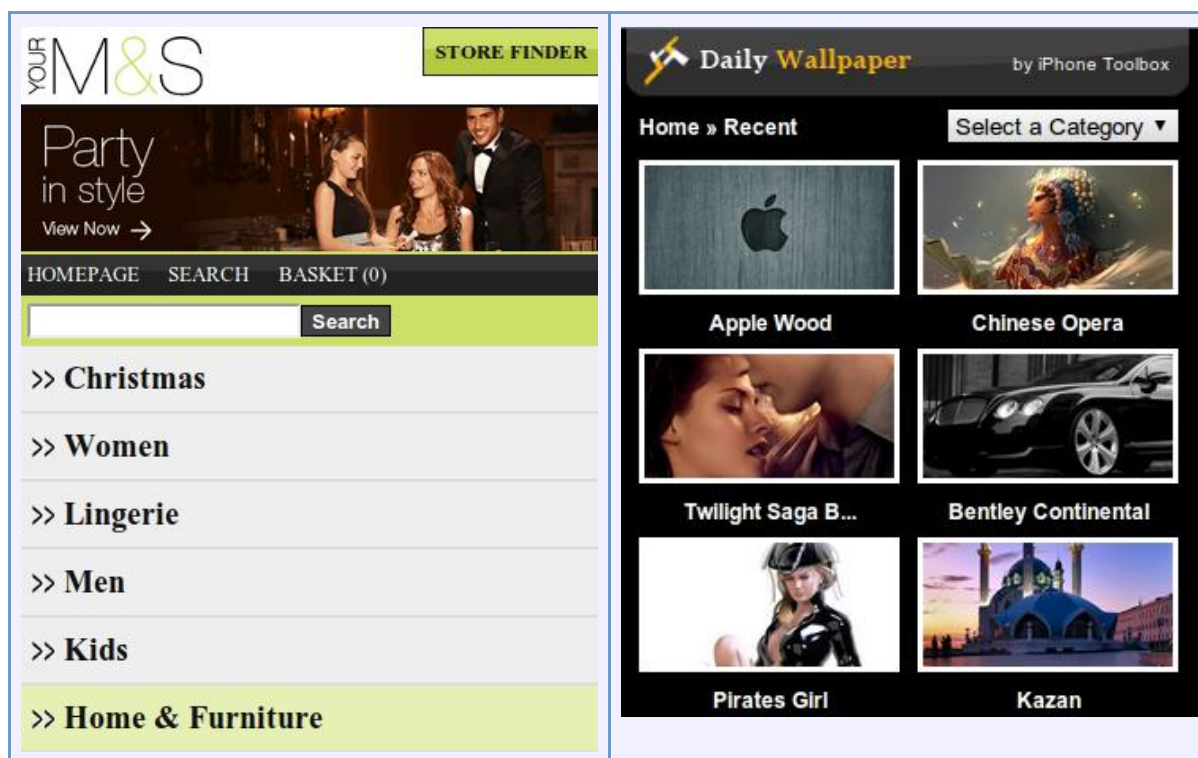 YOUR M&S
STORE FINDER
Party
in style
View Now →
HOMEPAGE SEARCH BASKET (0)
Search
>> Christmas
>> Women
>> Lingerie
>> Men
>> Kids
>> Home & Furniture
Daily Wallpaper by iPhone Toolbox
Home » Recent Select a Category ▼
Apple Wood Chinese Opera
Twilight Saga B... Bentley Continental
Pirates Girl Kazan